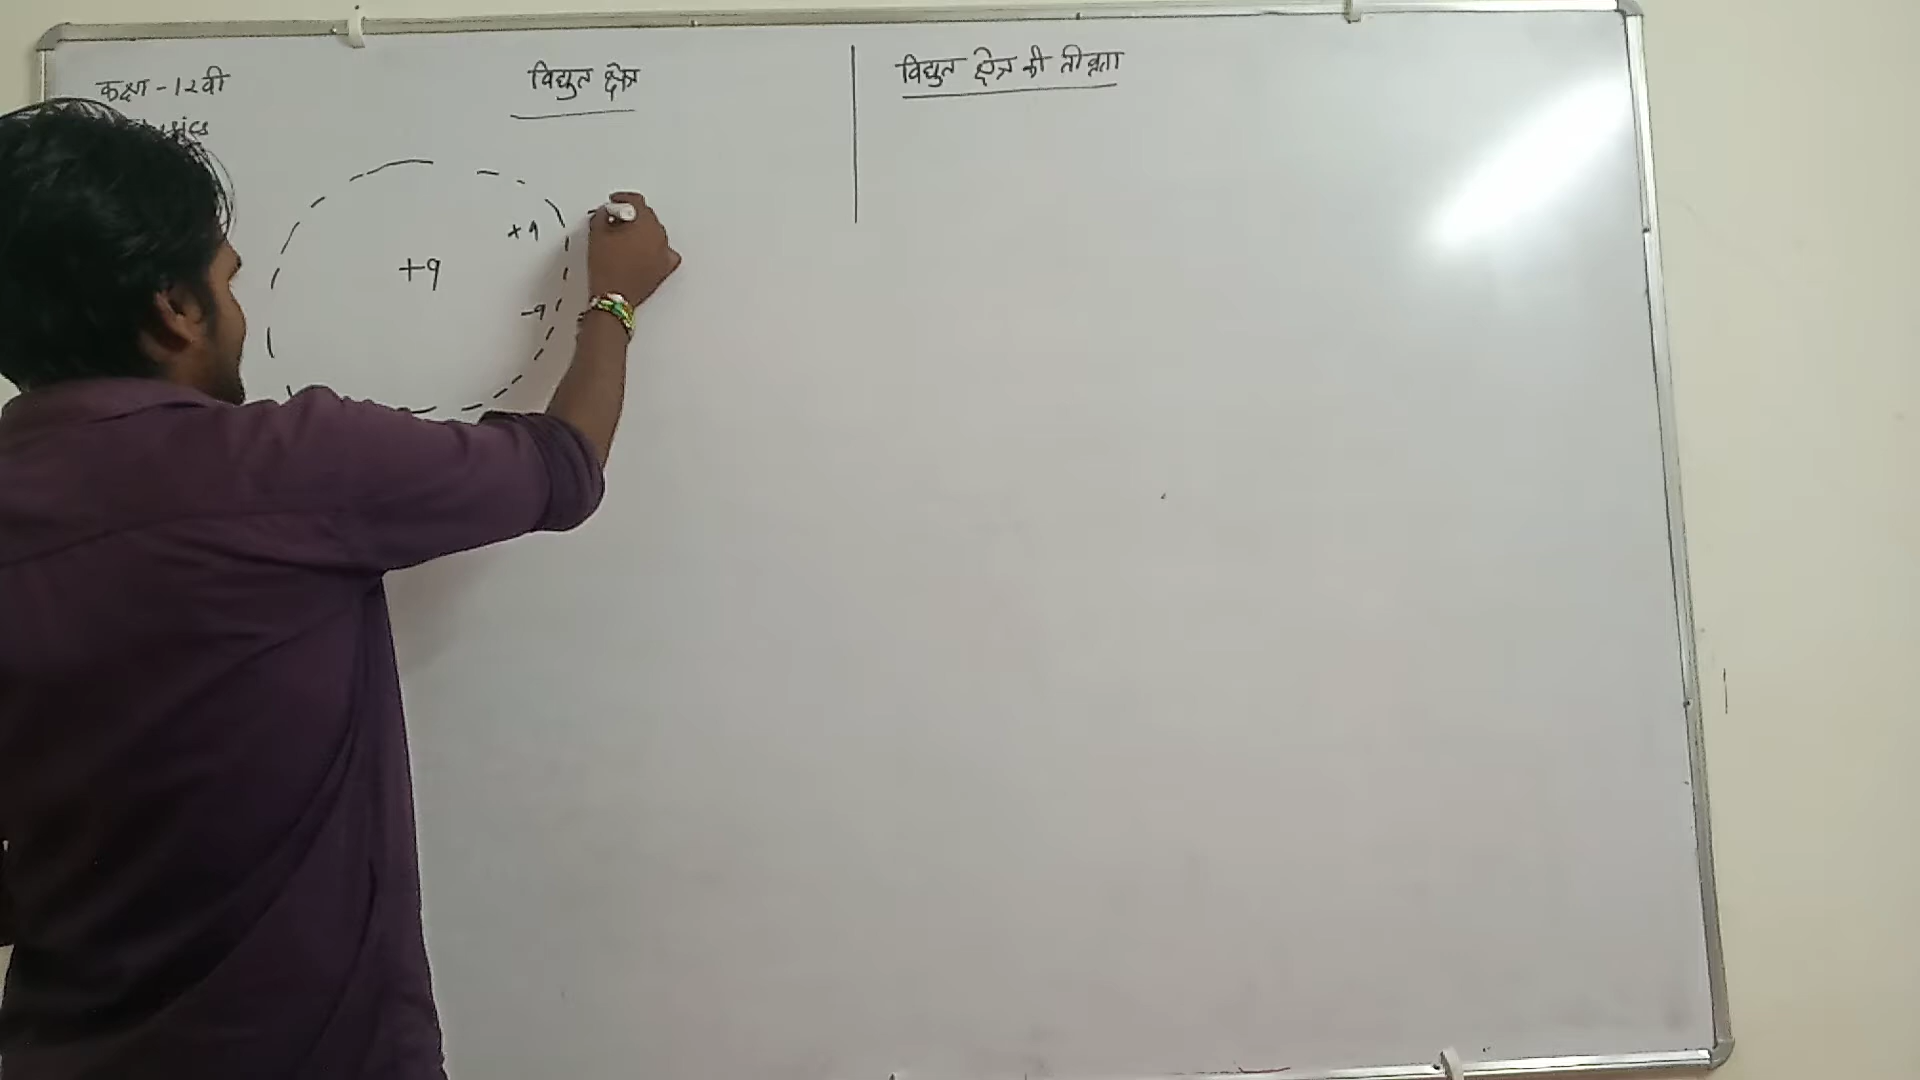 कक्षा - 12वी
Physics
विद्युत क्षेत्र
+q
+q
-q
विद्युत क्षेत्र की तीव्रता